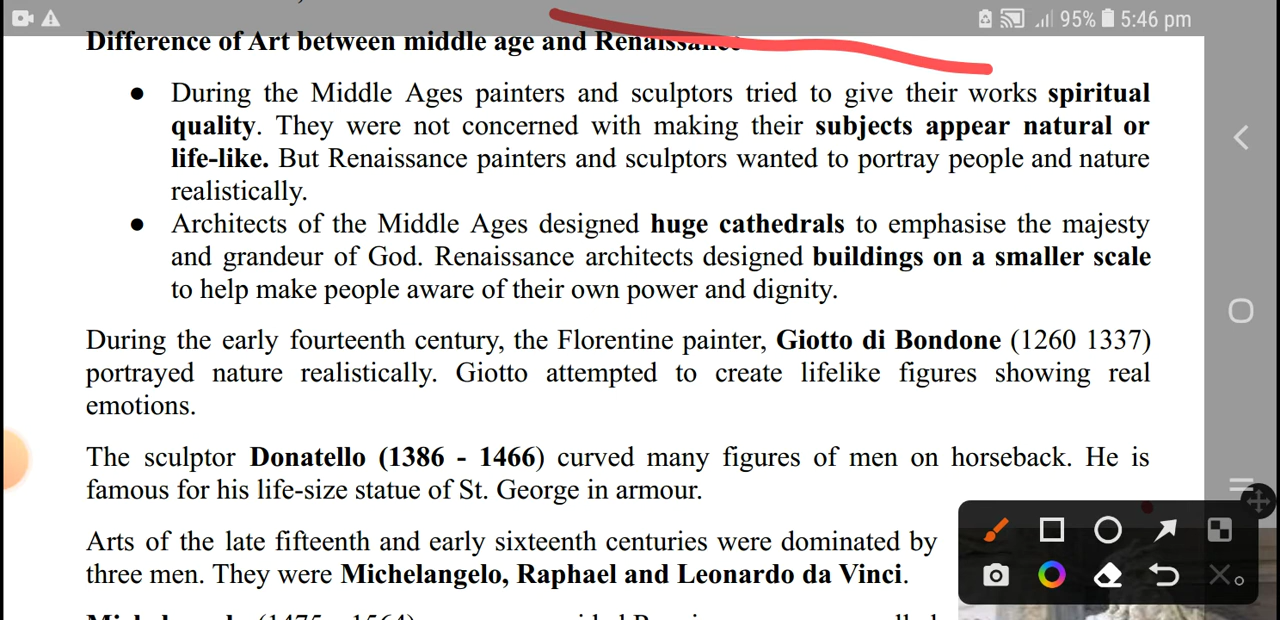 95% 5:46 pm
Difference of Art between middle age and Renaissance
● During the Middle Ages painters and sculptors tried to give their works spiritual
quality. They were not concerned with making their subjects appear natural or
life-like. But Renaissance painters and sculptors wanted to portray people and nature
realistically.
● Architects of the Middle Ages designed huge cathedrals to emphasise the majesty
and grandeur of God. Renaissance architects designed buildings on a smaller scale
to help make people aware of their own power and dignity.
During the early fourteenth century, the Florentine painter, Giotto di Bondone (1260 1337)
portrayed nature realistically. Giotto attempted to create lifelike figures showing real
emotions.
The sculptor Donatello (1386 - 1466) curved many figures of men on horseback. He is
famous for his life-size statue of St. George in armour.
Arts of the late fifteenth and early sixteenth centuries were dominated by
three men. They were Michelangelo, Raphael and Leonardo da Vinci.